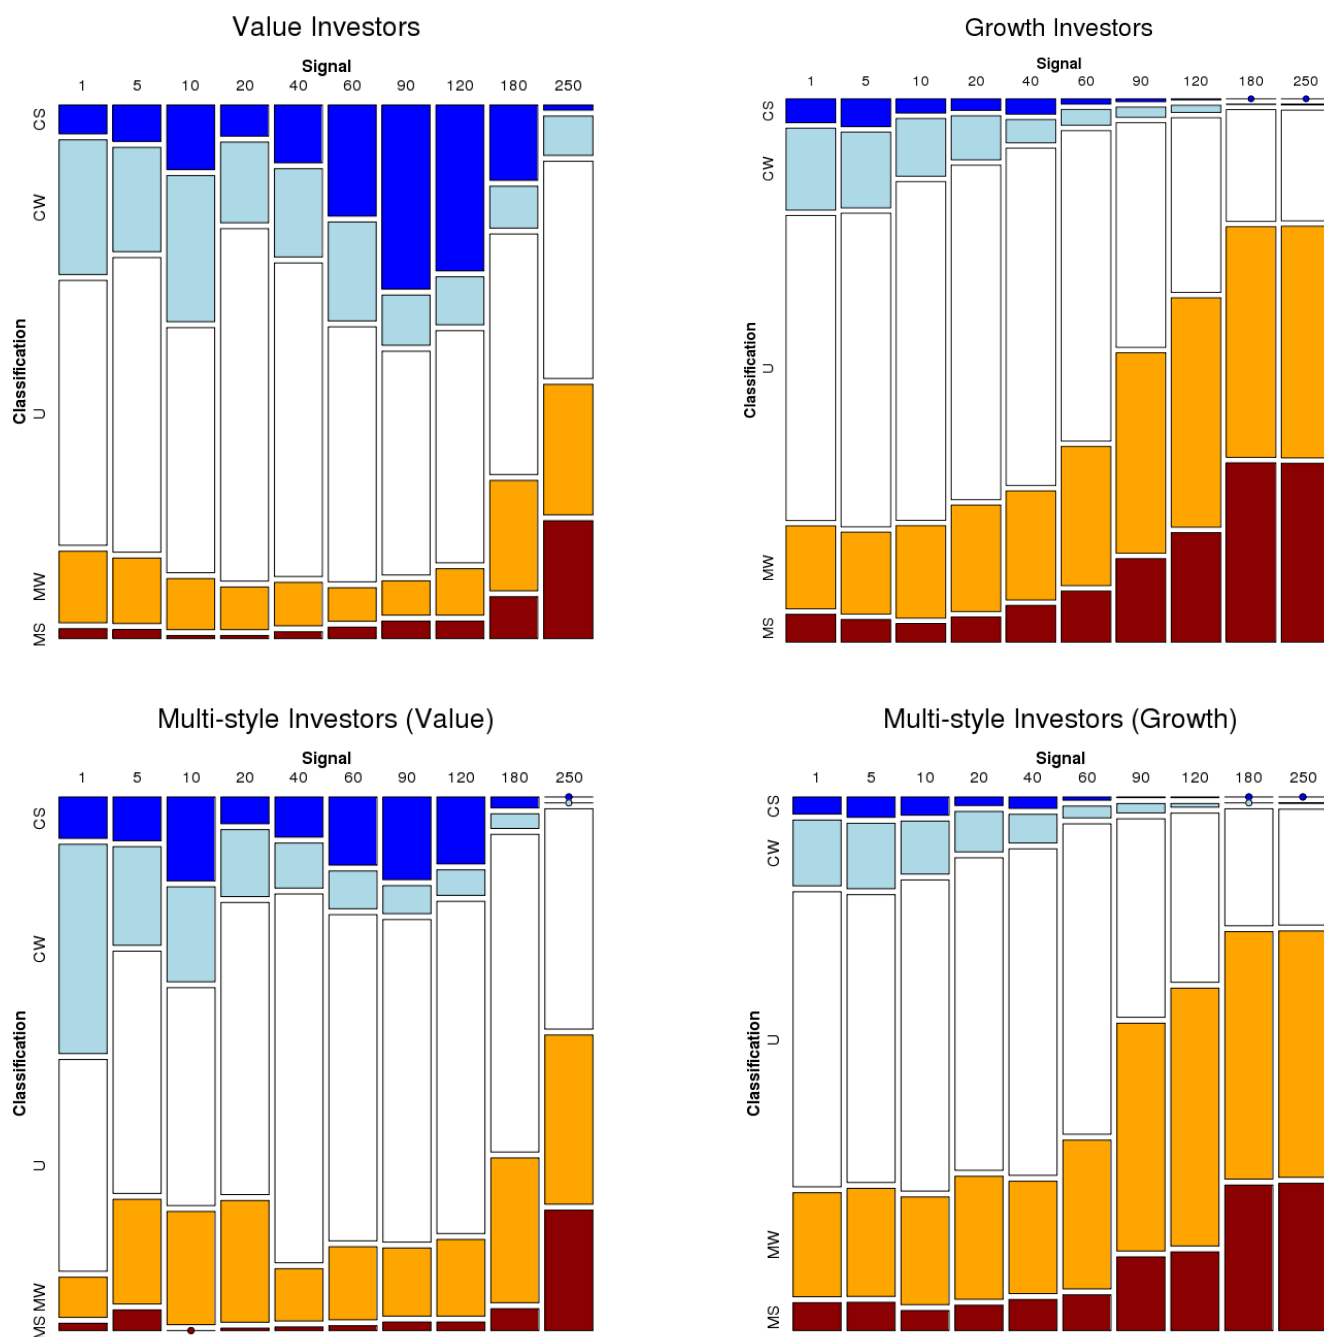 Value Investors
Signal
1 5 10 20 40 60 90 120 180 250
Classification
CS
CW
U
MW
MS
Growth Investors
Signal
1 5 10 20 40 60 90 120 180 250
Classification
CS
CW
U
MW
MS
Multi-style Investors (Value)
Signal
1 5 10 20 40 60 90 120 180 250
Classification
CS
CW
U
MW
MS
Multi-style Investors (Growth)
Signal
1 5 10 20 40 60 90 120 180 250
Classification
CS
CW
U
MW
MS